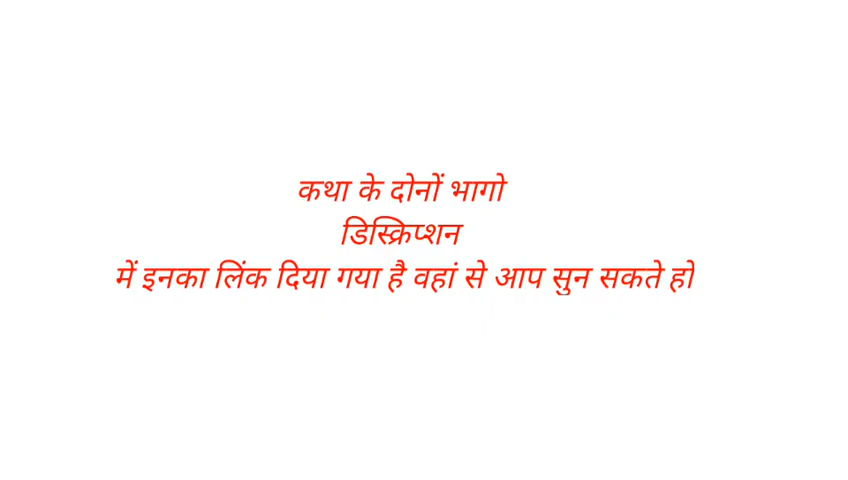 कथा के दोनों भागो
डिस्क्रिप्शन
में इनका लिंक दिया गया है वहां से आप सुन सकते हो